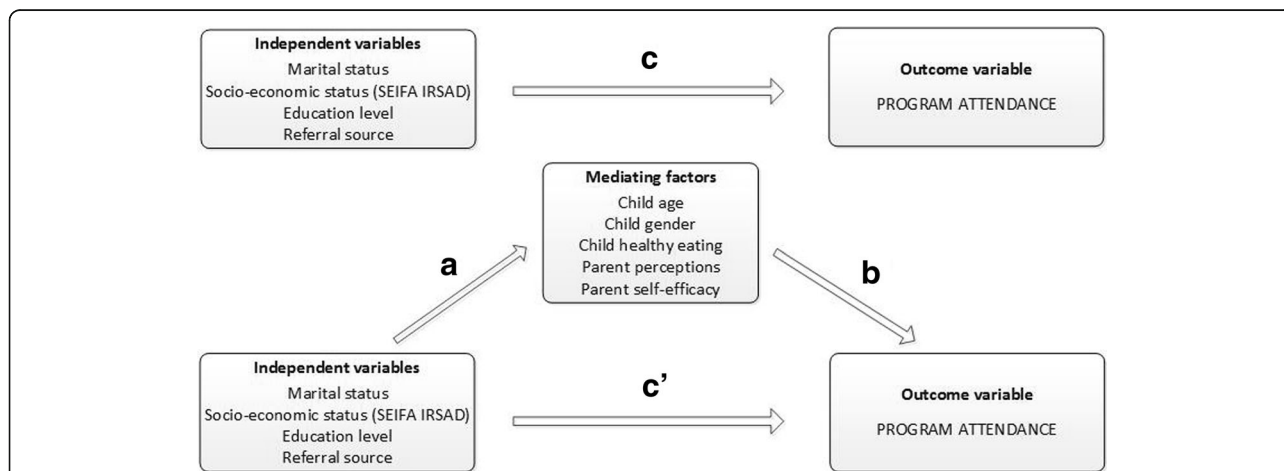 Independent variables
Marital status
Socio-economic status (SEIFA IRSAD)
Education level
Referral source
c
Outcome variable
PROGRAM ATTENDANCE
Mediating factors
Child age
Child gender
Child healthy eating
Parent perceptions
Parent self-efficacy
a
b
Independent variables
Marital status
Socio-economic status (SEIFA IRSAD)
Education level
Referral source
c’
Outcome variable
PROGRAM ATTENDANCE